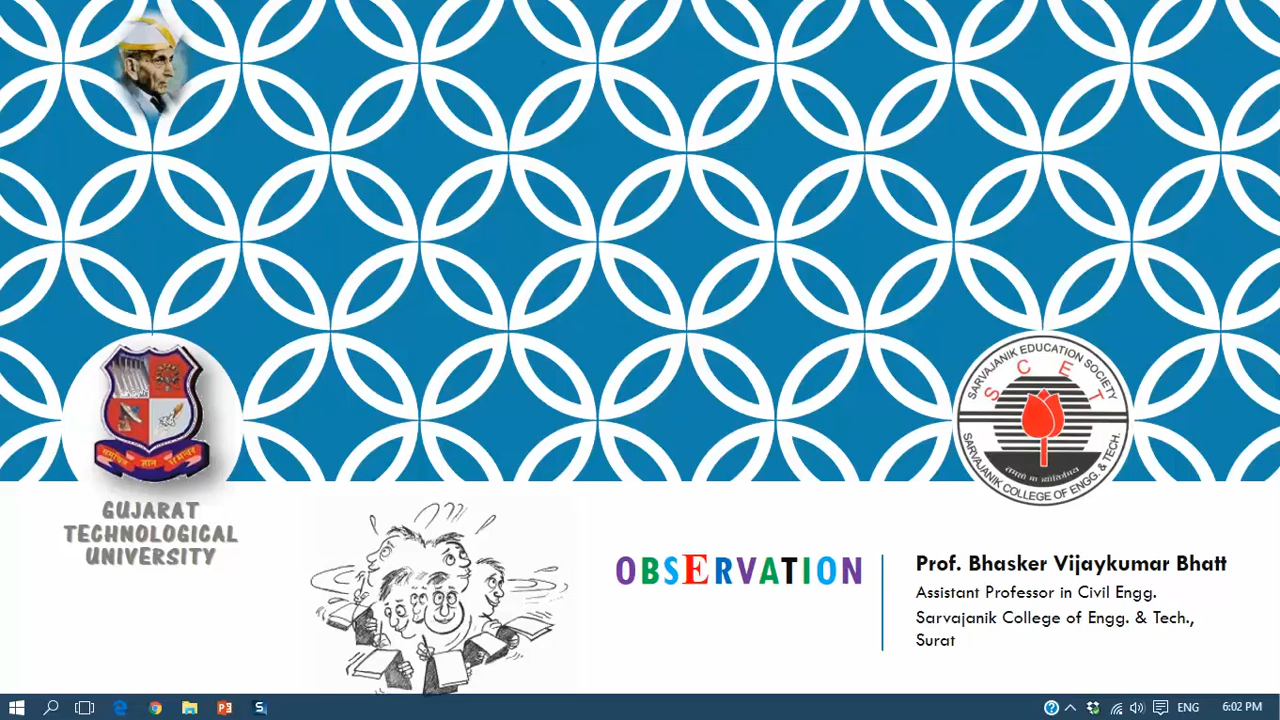 SARVAJANIK EDUCATION SOCIETY
S C E T
SARVAJANIK COLLEGE OF ENGG. & TECH.
GUJARAT
TECHNOLOGICAL
UNIVERSITY
OBSERVATION
Prof. Bhasker Vijaykumar Bhatt
Assistant Professor in Civil Engg.
Sarvajanik College of Engg. & Tech.,
Surat
ENG
6:02 PM